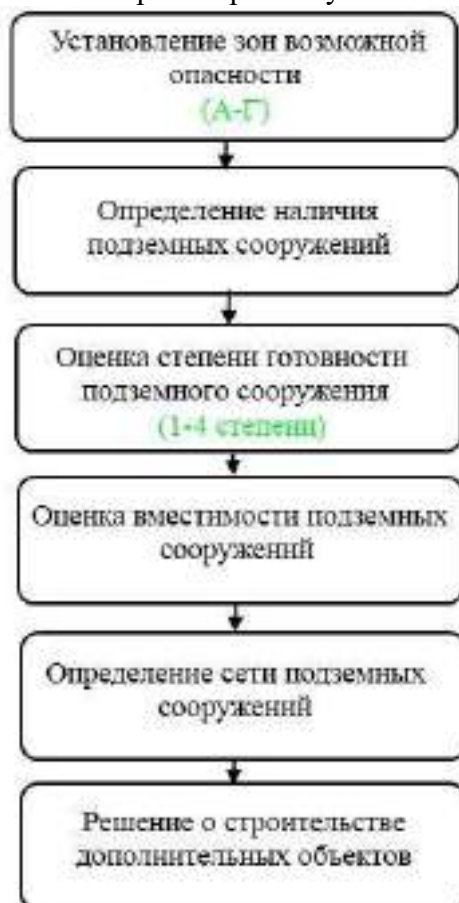 Установление зон возможной
опасности
(А-Г)
Определение наличия
подземных сооружений
Оценка степени готовности
подземного сооружения
(1-4 степени)
Оценка вместимости подземных
сооружений
Определение сети подземных
сооружений
Решение о строительстве
дополнительных объектов